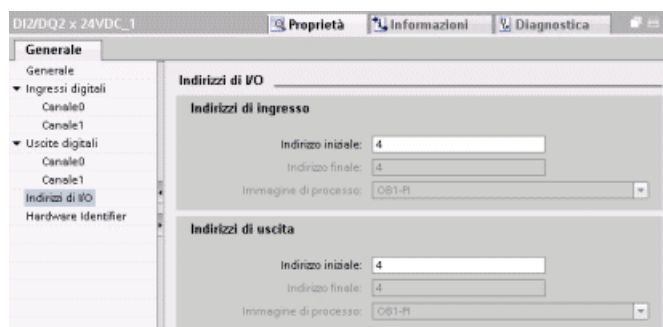 DI2/DQ2 x 24VDC_1
Proprietà
Informazioni
Diagnostica
Generale
Generale
Ingressi digitali
Canale0
Canale1
Uscite digitali
Canale0
Canale1
Indirizzi di I/O
Hardware Identifier
Indirizzi di I/O
Indirizzi di ingresso
Indirizzo iniziale: 4
Indirizzo finale: 4
Immagine di processo: OB1-PI
Indirizzi di uscita
Indirizzo iniziale: 4
Indirizzo finale: 4
Immagine di processo: OB1-PI